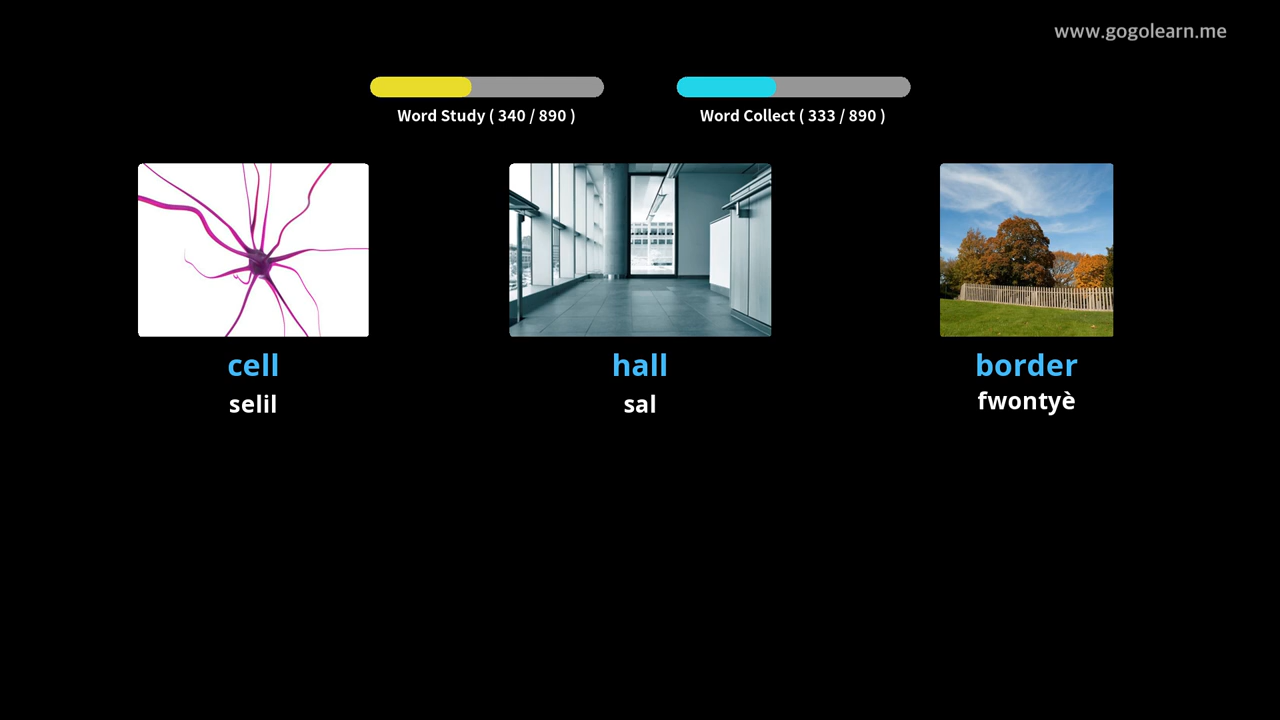 www.gogolearn.me
Word Study ( 340 / 890 )
Word Collect ( 333 / 890 )
cell
selil
hall
sal
border
fwontyè